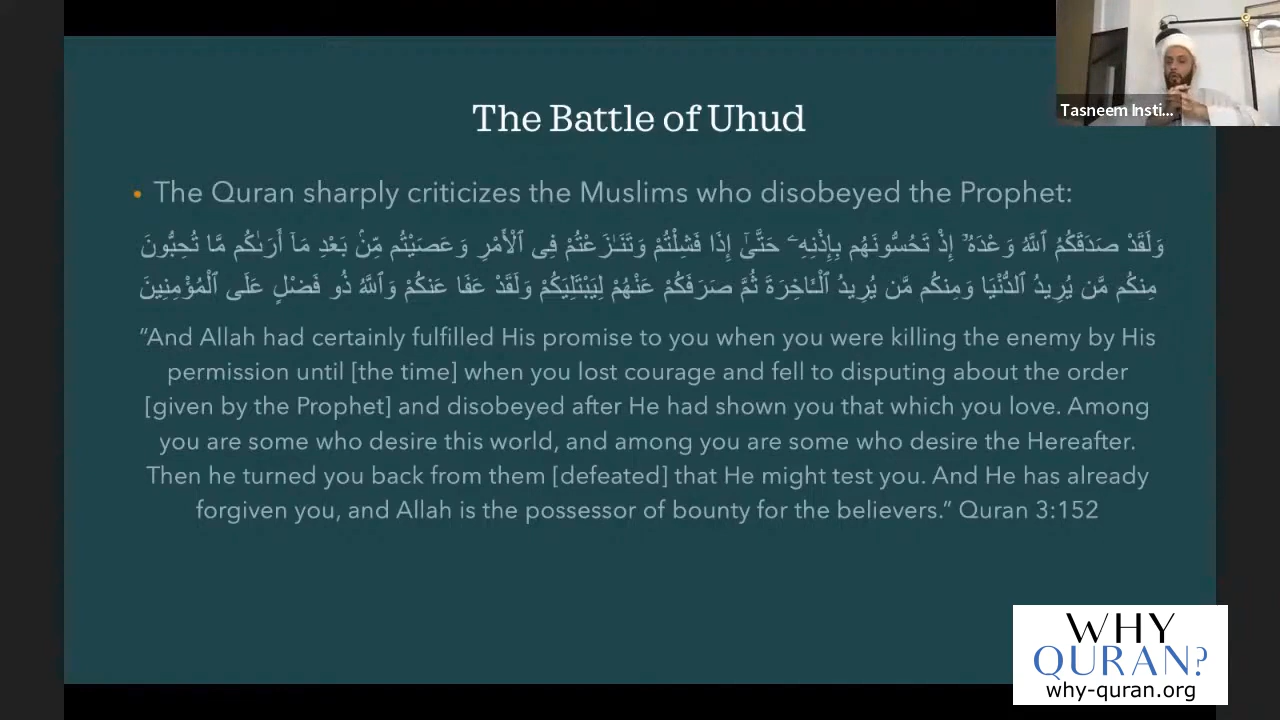 Tasneem Insti...
The Battle of Uhud
• The Quran sharply criticizes the Muslims who disobeyed the Prophet:
وَلَقَدْ صَدَقَكُمُ ٱللَّهُ وَعْدَهُۥٓ إِذْ تَحُسُّونَهُم بِإِذْنِهِۦ حَتَّىٰٓ إِذَا فَشِلْتُمْ وَتَنَـٰزَعْتُمْ فِى ٱلْأَمْرِ وَعَصَيْتُم مِّنۢ بَعْدِ مَآ أَرَىٰكُم مَّا تُحِبُّونَ
مِنكُم مَّن يُرِيدُ ٱلدُّنْيَا وَمِنكُم مَّن يُرِيدُ ٱلْـَٔاخِرَةَ ثُمَّ صَرَفَكُمْ عَنْهُمْ لِيَبْتَلِيَكُمْ وَلَقَدْ عَفَا عَنكُمْ وَٱللَّهُ ذُو فَضْلٍ عَلَى ٱلْمُؤْمِنِينَ
“And Allah had certainly fulfilled His promise to you when you were killing the enemy by His
permission until [the time] when you lost courage and fell to disputing about the order
[given by the Prophet] and disobeyed after He had shown you that which you love. Among
you are some who desire this world, and among you are some who desire the Hereafter.
Then he turned you back from them [defeated] that He might test you. And He has already
forgiven you, and Allah is the possessor of bounty for the believers.” Quran 3:152
WHY
QURAN?
why-quran.org